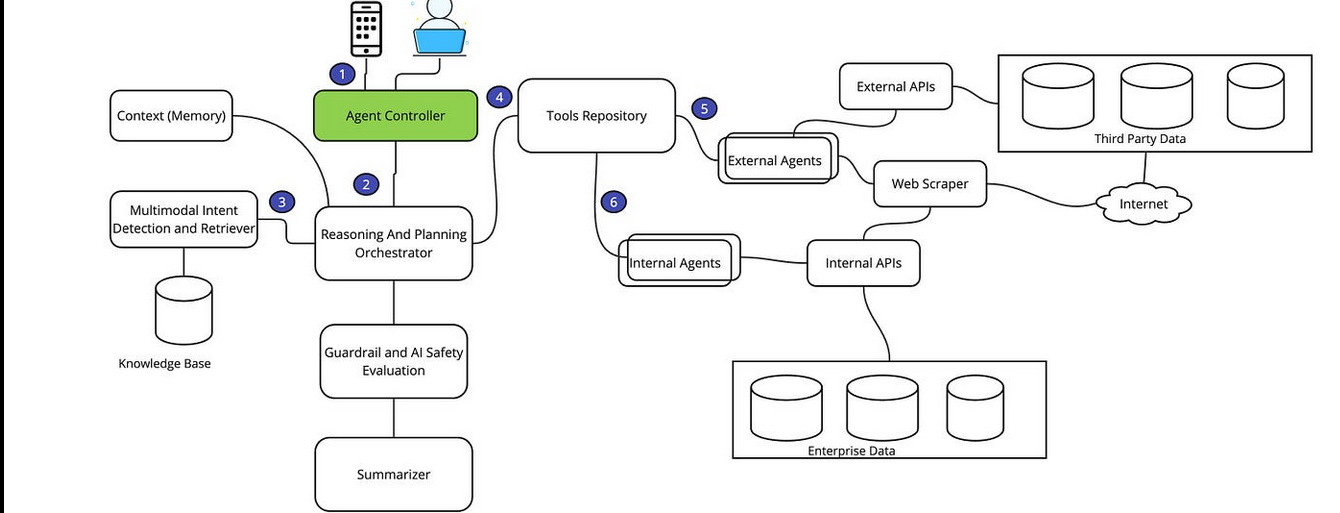 1
Agent Controller
2
Context (Memory)
3
Multimodal Intent
Detection and Retriever
Knowledge Base
Reasoning And Planning
Orchestrator
Guardrail and AI Safety
Evaluation
Summarizer
4
Tools Repository
5
External Agents
External APIs
Third Party Data
Web Scraper
Internet
6
Internal Agents
Internal APIs
Enterprise Data